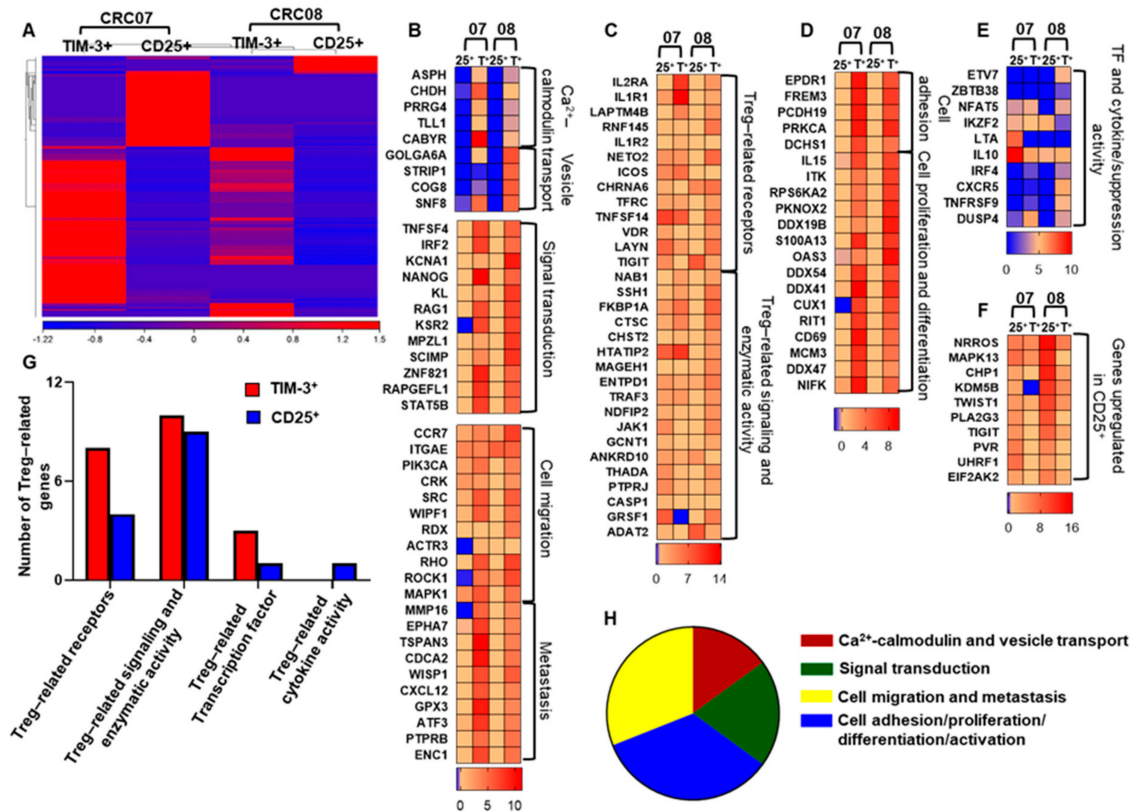 A
CRC07
CRC08
TIM-3+
CD25+
TIM-3+
CD25+
-1.22
-0.8
-0.4
0
0.4
0.8
1.22
1.5
B
07
08
25+
T+
25+
T+
ASPH
CHDH
PRRG4
TLL1
CABYR
GOLGA6A
STRIP1
COG8
SNF8
Ca2+–
calmodulin
Vesicle
transport
TNFSF4
IRF2
KCNA1
NANOG
KL
RAG1
KSR2
MPZL1
SCIMP
ZNF821
RAPGEFL1
STAT5B
Signal transduction
CCR7
ITGAE
PIK3CA
CRK
SRC
WIPF1
RDX
ACTR3
RHO
ROCK1
MAPK1
MMP16
EPHA7
TSPAN3
CDCA2
WISP1
CXCL12
GPX3
ATF3
PTPRB
ENC1
Cell migration
Metastasis
0
5
10
C
07
08
25+
T+
25+
T+
IL2RA
IL1R1
LAPTM4B
RNF145
IL1R2
NETO2
ICOS
CHRNA6
TFRC
TNFSF14
VDR
LAYN
TIGIT
NAB1
SSH1
FKBP1A
CTSC
CHST2
HTATIP2
MAGEH1
ENTPD1
TRAF3
NDFIP2
JAK1
GCNT1
ANKRD10
THADA
PTPRJ
CASP1
GRSF1
ADAT2
Treg–related receptors
Treg–related signaling and
enzymatic activity
0
7
14
D
07
08
25+
T+
25+
T+
EPDR1
FREM3
PCDH19
PRKCA
DCHS1
IL15
ITK
RPS6KA2
PKNOX2
DDX19B
S100A13
OAS3
DDX54
DDX41
CUX1
RIT1
CD69
MCM3
DDX47
NIFK
Cell
adhesion
Cell proliferation and differentiation
0
4
8
E
07
08
25+
T+
25+
T+
ETV7
ZBTB38
NFAT5
IKZF2
LTA
IL10
IRF4
CXCR5
TNFRSF9
DUSP4
TF and cytokine/suppression
activity
0
5
10
F
07
08
25+
T+
25+
T+
NRROS
MAPK13
CHP1
KDM5B
TWIST1
PLA2G3
TIGIT
PVR
UHRF1
EIF2AK2
Genes upregulated
in CD25+
0
8
16
G
Number of Treg–related
genes
12
6
0
TIM-3+
CD25+
Treg–related receptors
Treg–related signaling and
enzymatic activity
Treg–related
Transcription factor
Treg–related
cytokine activity
H
Ca2+-calmodulin and vesicle transport
Signal transduction
Cell migration and metastasis
Cell adhesion/proliferation/
differentiation/activation